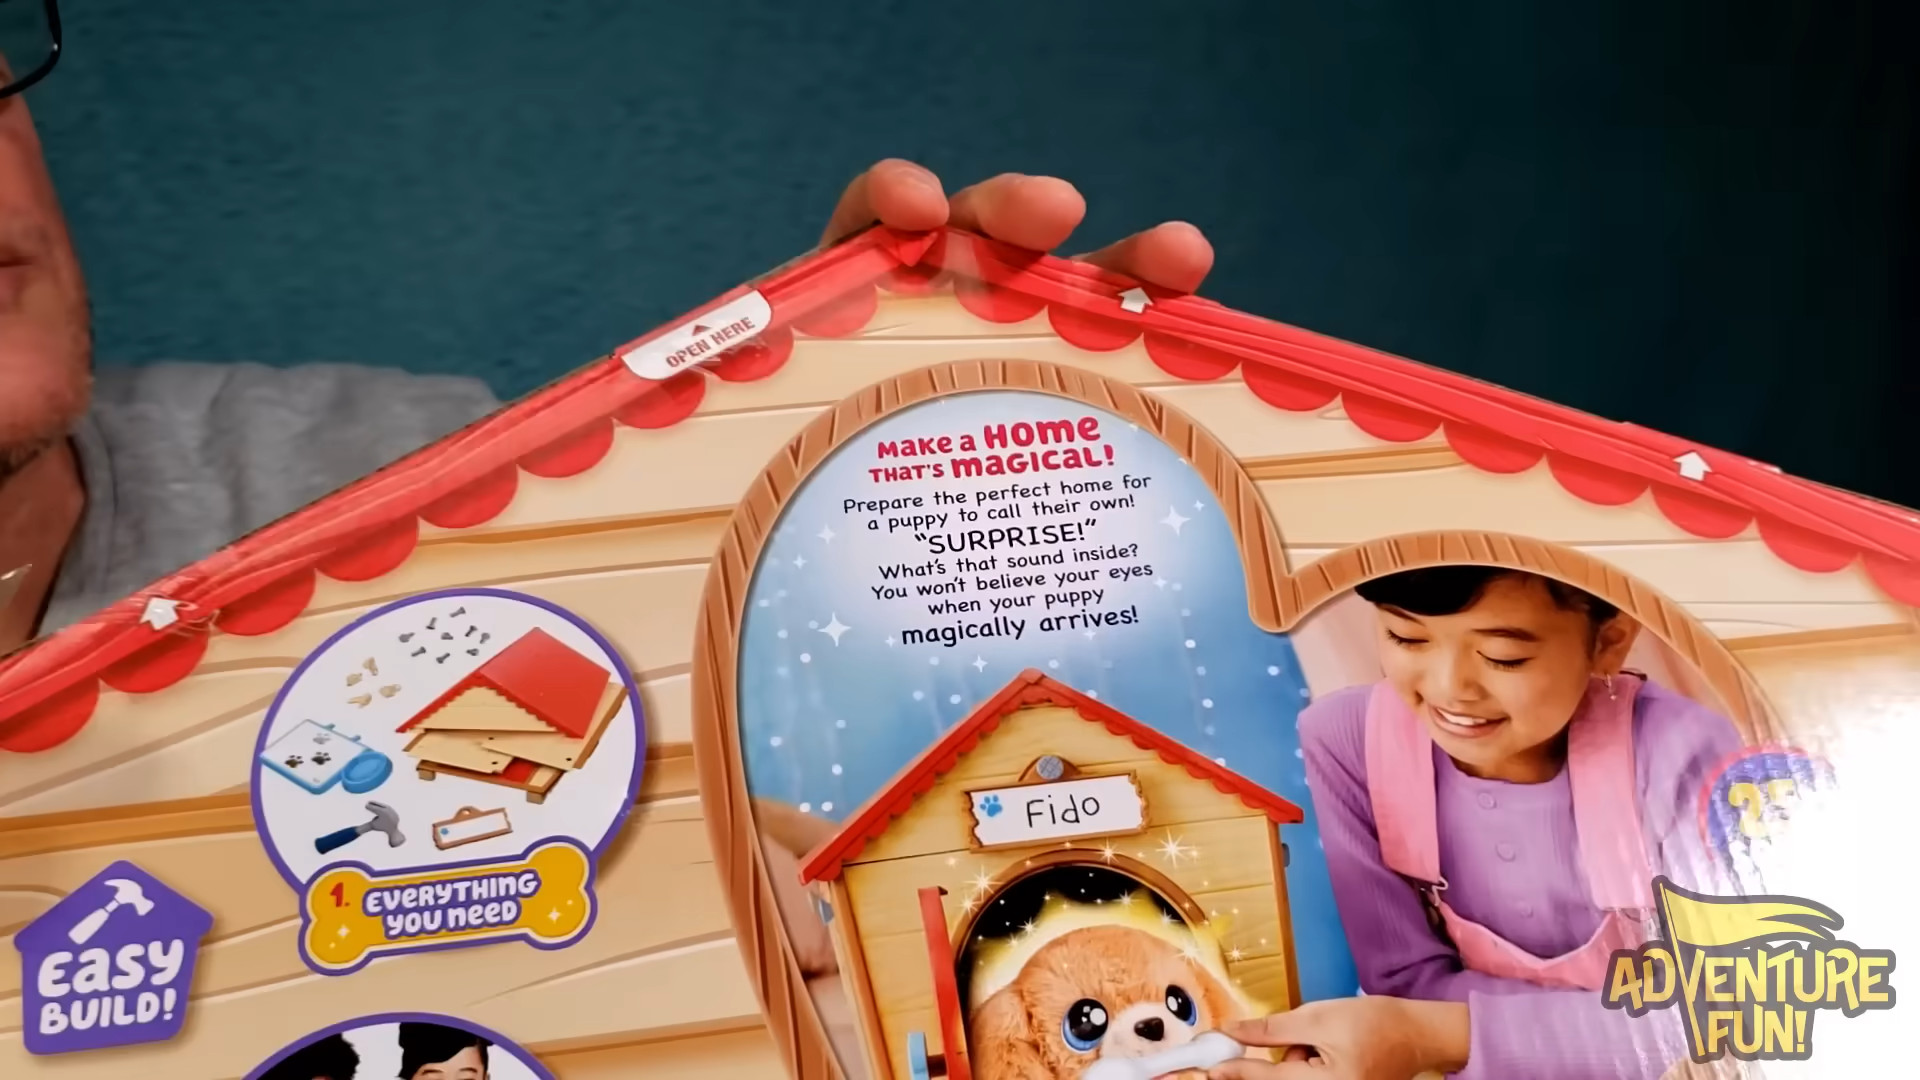 OPEN HERE
make a Home
THAT'S magical!
Prepare the perfect home for
a puppy to call their own!
"SURPRISE!"
What's that sound inside?
You won't believe your eyes
when your puppy
magically arrives!
Fido
1. EVERYTHING
YOU NEED
Easy
BUILD!
ADVENTURE
FUN!